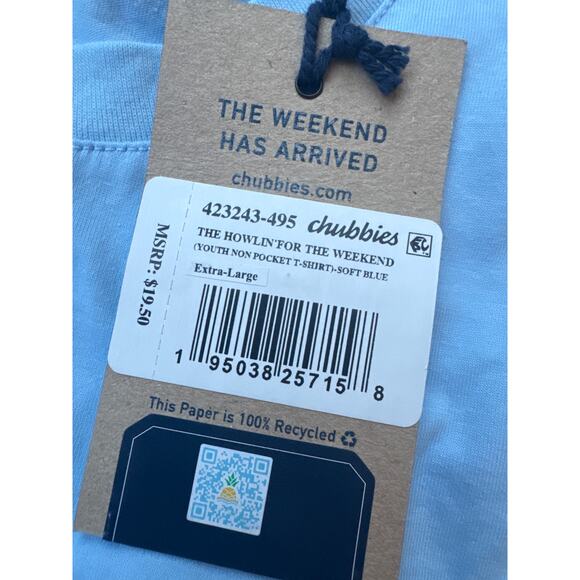 THE WEEKEND
HAS ARRIVED
chubbies.com
423243-495 chubbies
THE HOWLIN'FOR THE WEEKEND
(YOUTH NON POCKET T-SHIRT)-SOFT BLUE
Extra-Large
MSRP: $19.50
1 95038 25715 8
This Paper is 100% Recycled